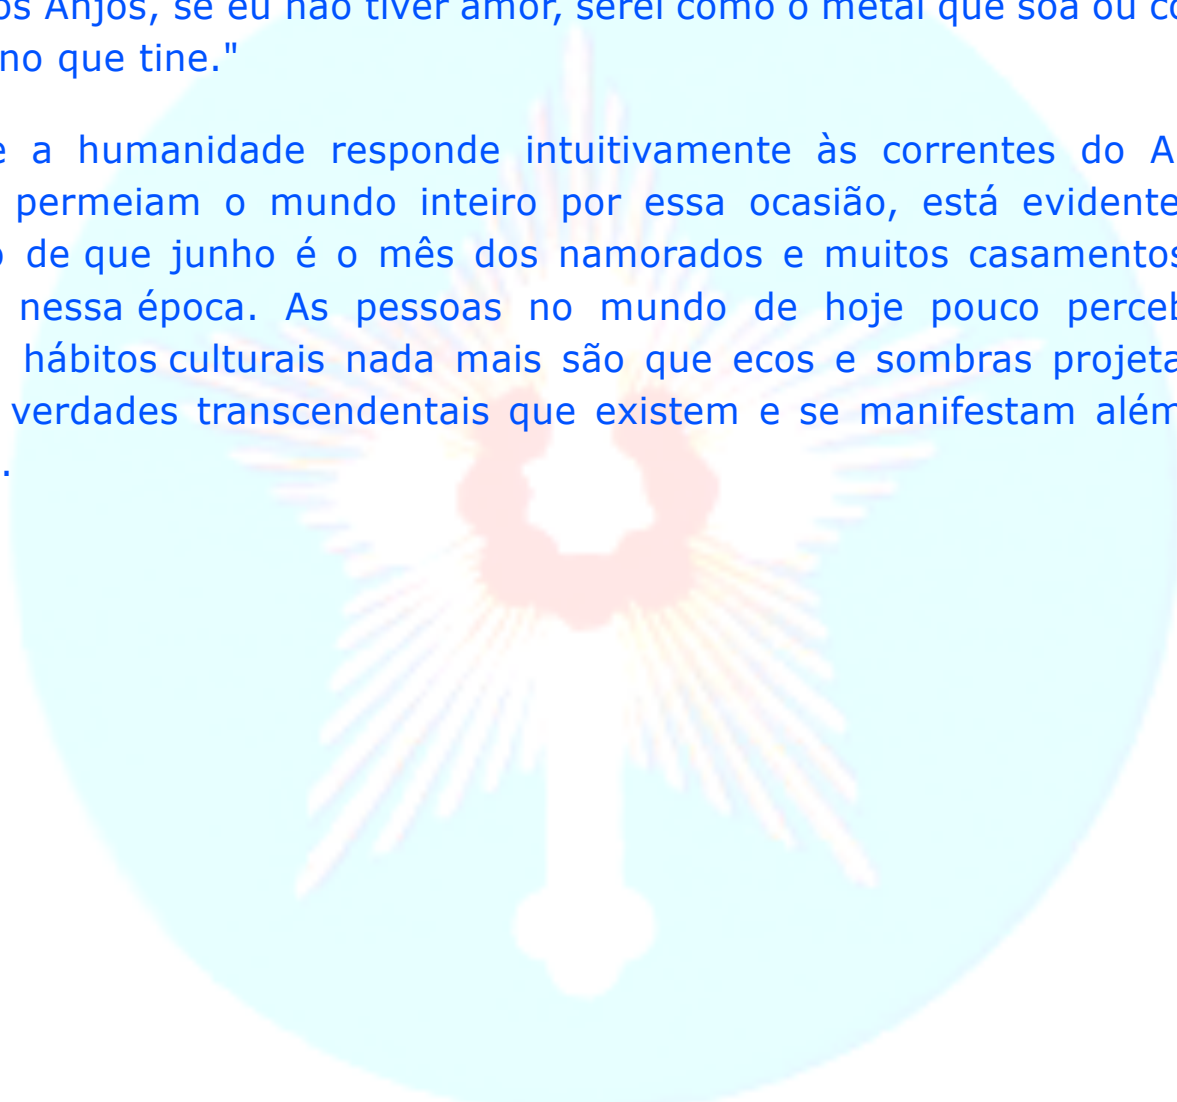 os Anjos, se eu não tiver amor, serei como o metal que soa ou co
no que tine."
e a humanidade responde intuitivamente às correntes do A
permeiam o mundo inteiro por essa ocasião, está evidente
o de que junho é o mês dos namorados e muitos casamentos
nessa época. As pessoas no mundo de hoje pouco perceb
hábitos culturais nada mais são que ecos e sombras projeta
verdades transcendentais que existem e se manifestam além
.